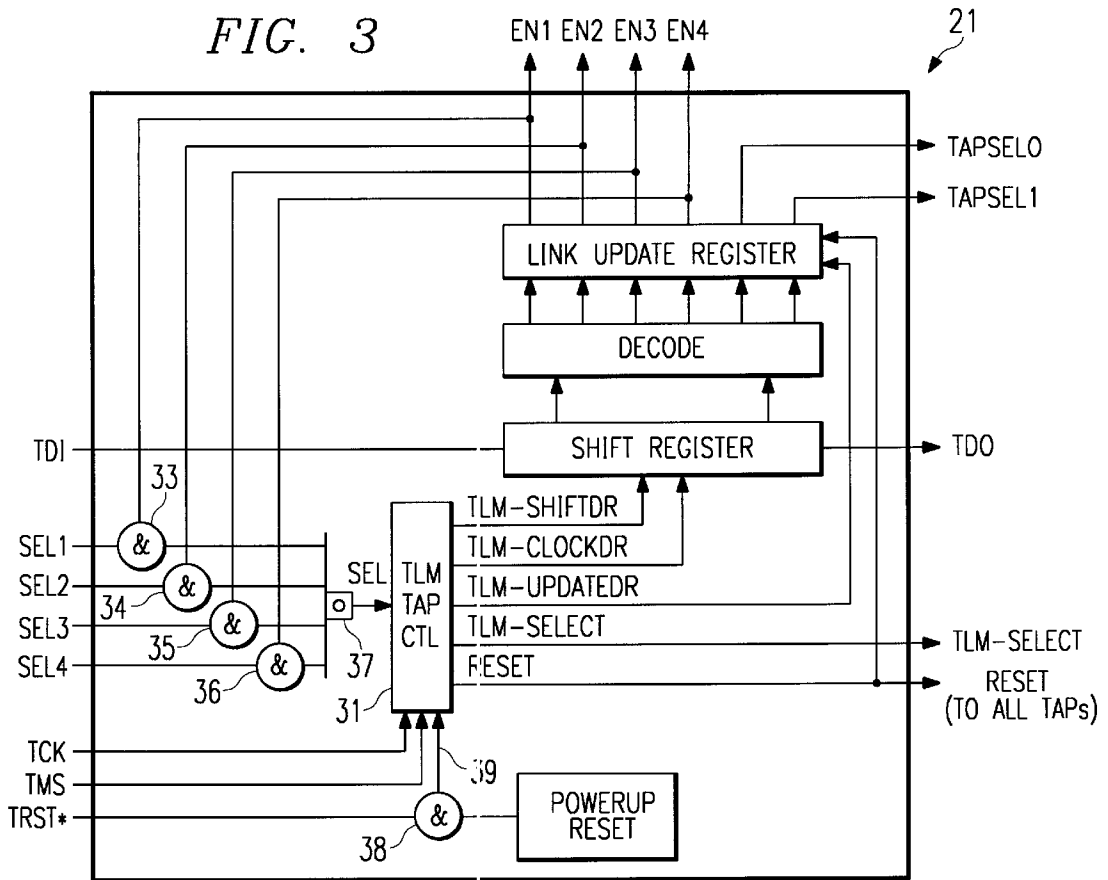 FIG. 3
EN1 EN2 EN3 EN4
21
TAPSEL0
TAPSEL1
LINK UPDATE REGISTER
DECODE
TDI
SHIFT REGISTER
TDO
33
SEL1
&
SEL2
&
34
SEL3
&
35
SEL4
&
36
37
SEL
TLM
TAP
CTL
31
TLM-SHIFTDR
TLM-CLOCKDR
TLM-UPDATEDR
TLM-SELECT
RESET
TLM-SELECT
RESET
(TO ALL TAPs)
TCK
TMS
TRST*
39
&
38
POWERUP
RESET